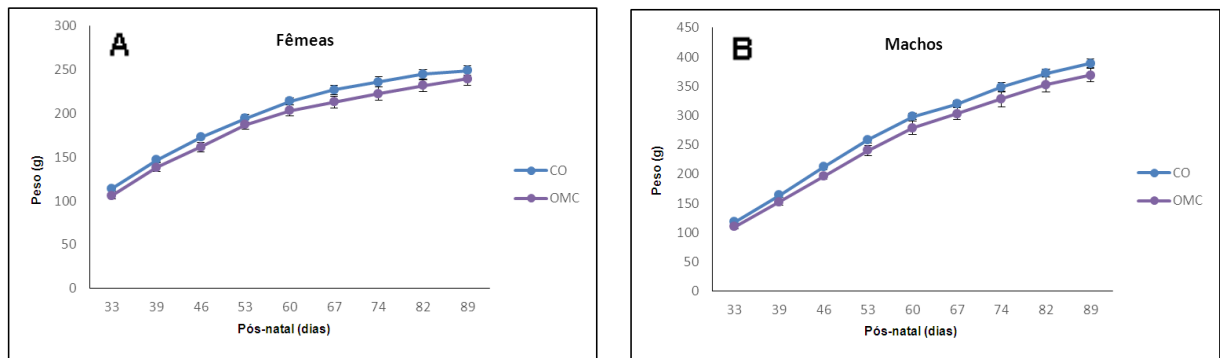 A
Fêmeas
Peso (g)
300
250
200
150
100
50
0
33 39 46 53 60 67 74 82 89
Pós-natal (dias)
CO
OMC
B
Machos
Peso (g)
450
400
350
300
250
200
150
100
50
0
33 39 46 53 60 67 74 82 89
Pós-natal (dias)
CO
OMC